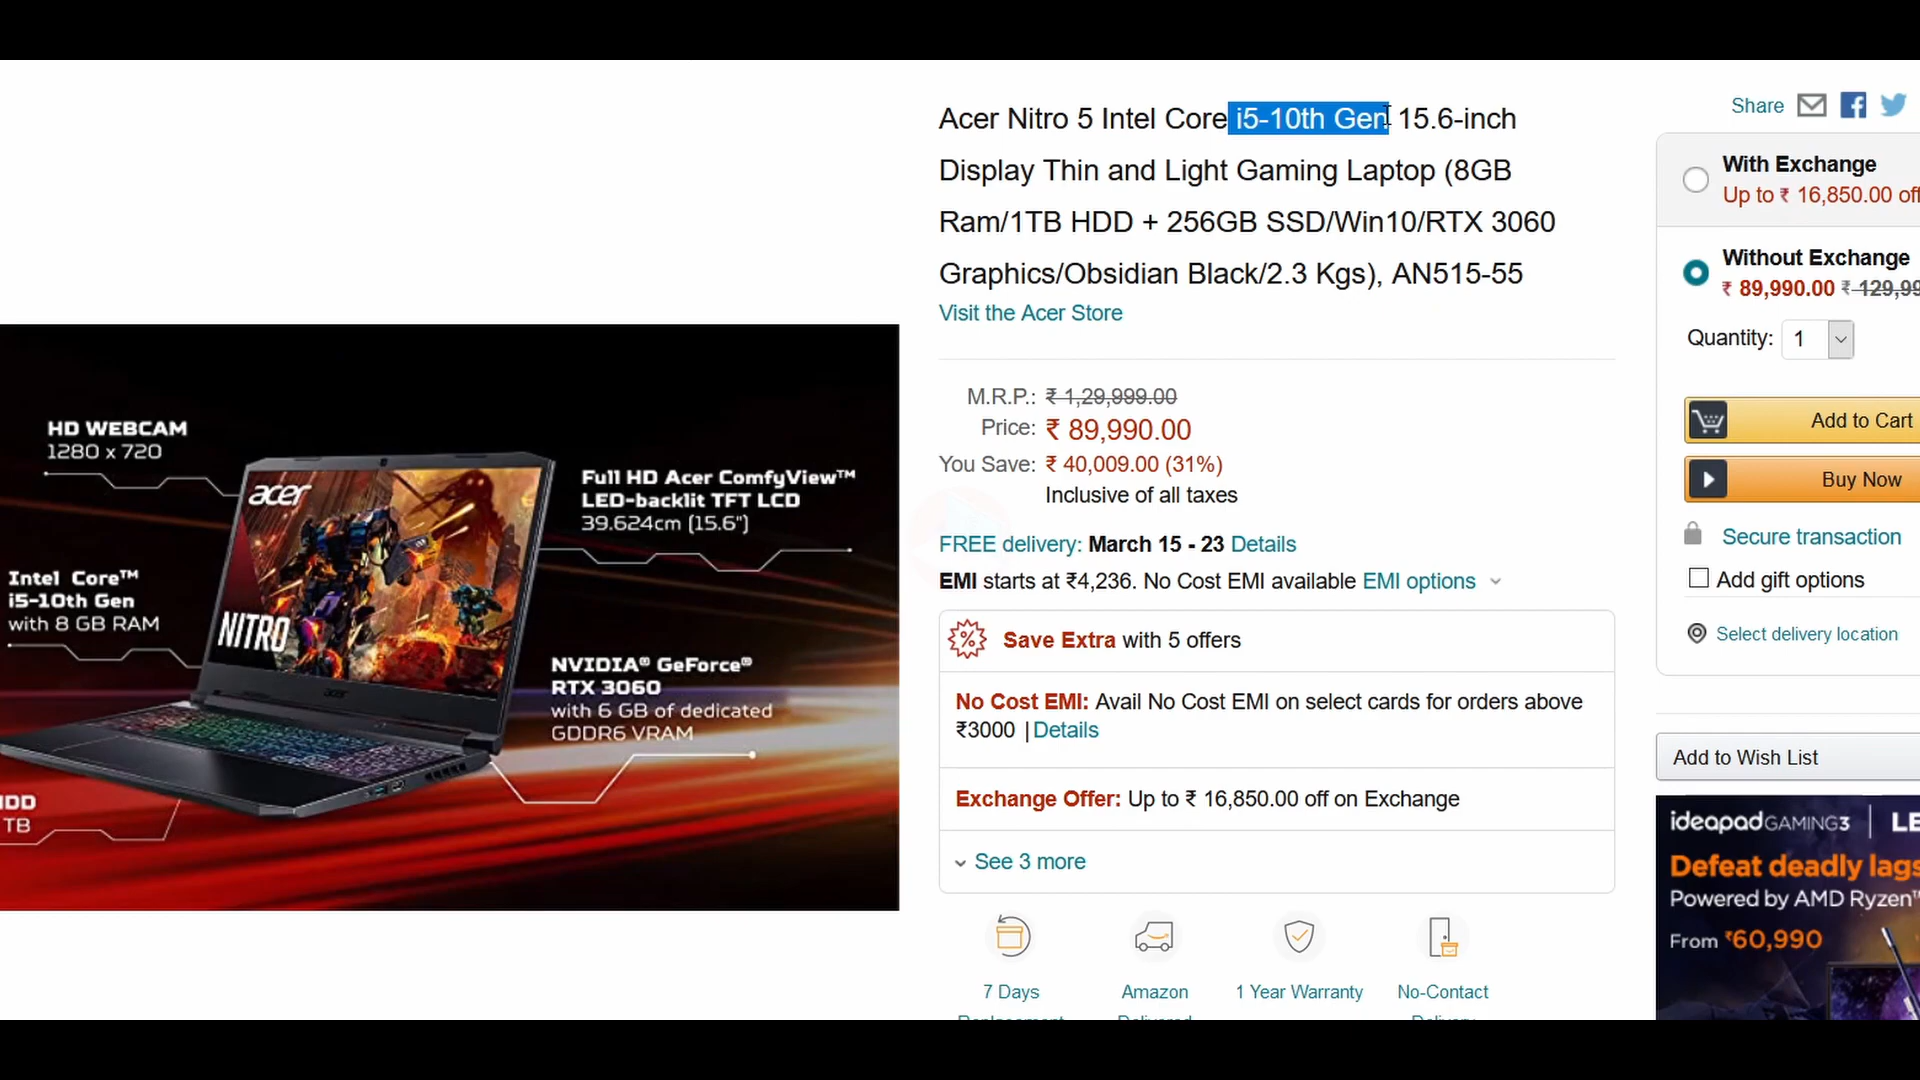 Share
Acer Nitro 5 Intel Core i5-10th Gen 15.6-inch
Display Thin and Light Gaming Laptop (8GB
Ram/1TB HDD + 256GB SSD/Win10/RTX 3060
Graphics/Obsidian Black/2.3 Kgs), AN515-55
Visit the Acer Store
M.R.P.: ₹ 1,29,999.00
Price: ₹ 89,990.00
You Save: ₹ 40,009.00 (31%)
Inclusive of all taxes
FREE delivery: March 15 - 23 Details
EMI starts at ₹4,236. No Cost EMI available EMI options
Save Extra with 5 offers
No Cost EMI: Avail No Cost EMI on select cards for orders above
₹3000 | Details
Exchange Offer: Up to ₹ 16,850.00 off on Exchange
See 3 more
7 Days
Replacement
Amazon
Delivered
1 Year Warranty
No-Contact
Delivery
HD WEBCAM
1280 x 720
acer
NITRO
acer
Full HD Acer ComfyView™
LED-backlit TFT LCD
39.624cm (15.6")
Intel Core™
i5-10th Gen
with 8 GB RAM
NVIDIA® GeForce®
RTX 3060
with 6 GB of dedicated
GDDR6 VRAM
HDD
TB
With Exchange
Up to ₹ 16,850.00 off
Without Exchange
₹ 89,990.00 ₹ 129,99
Quantity: 1
Add to Cart
Buy Now
Secure transaction
Add gift options
Select delivery location
Add to Wish List
ideapad GAMING3 | LE
Defeat deadly lags
Powered by AMD Ryzen™
From ₹60,990